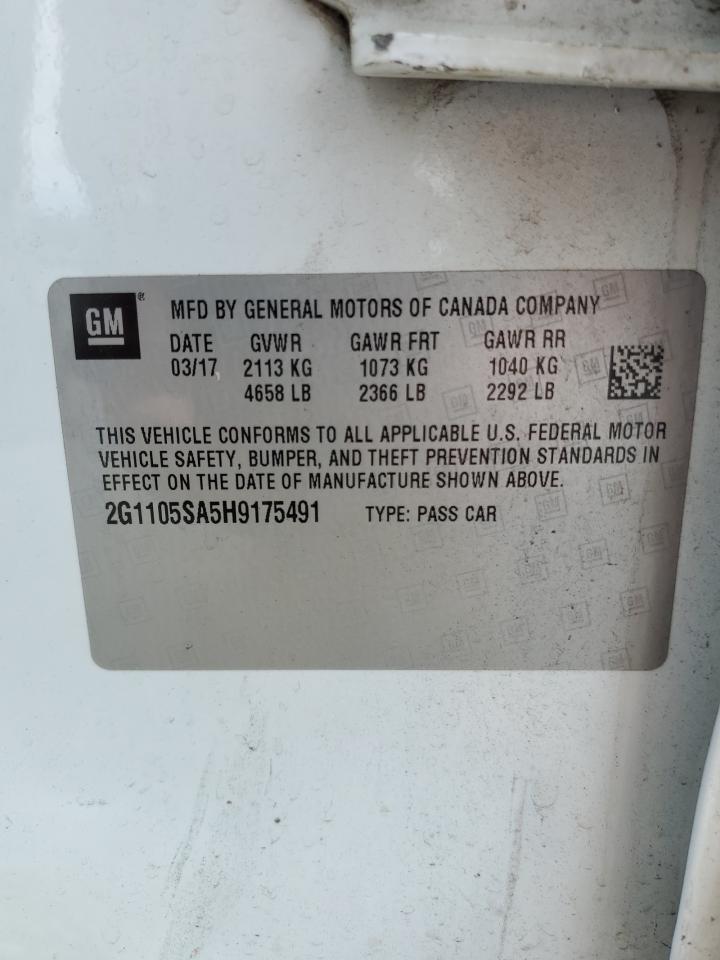 GM ® MFD BY GENERAL MOTORS OF CANADA COMPANY
DATE GVWR GAWR FRT GAWR RR
03/17 2113 KG 1073 KG 1040 KG
4658 LB 2366 LB 2292 LB
THIS VEHICLE CONFORMS TO ALL APPLICABLE U.S. FEDERAL MOTOR
VEHICLE SAFETY, BUMPER, AND THEFT PREVENTION STANDARDS IN
EFFECT ON THE DATE OF MANUFACTURE SHOWN ABOVE.
2G1105SA5H9175491 TYPE: PASS CAR